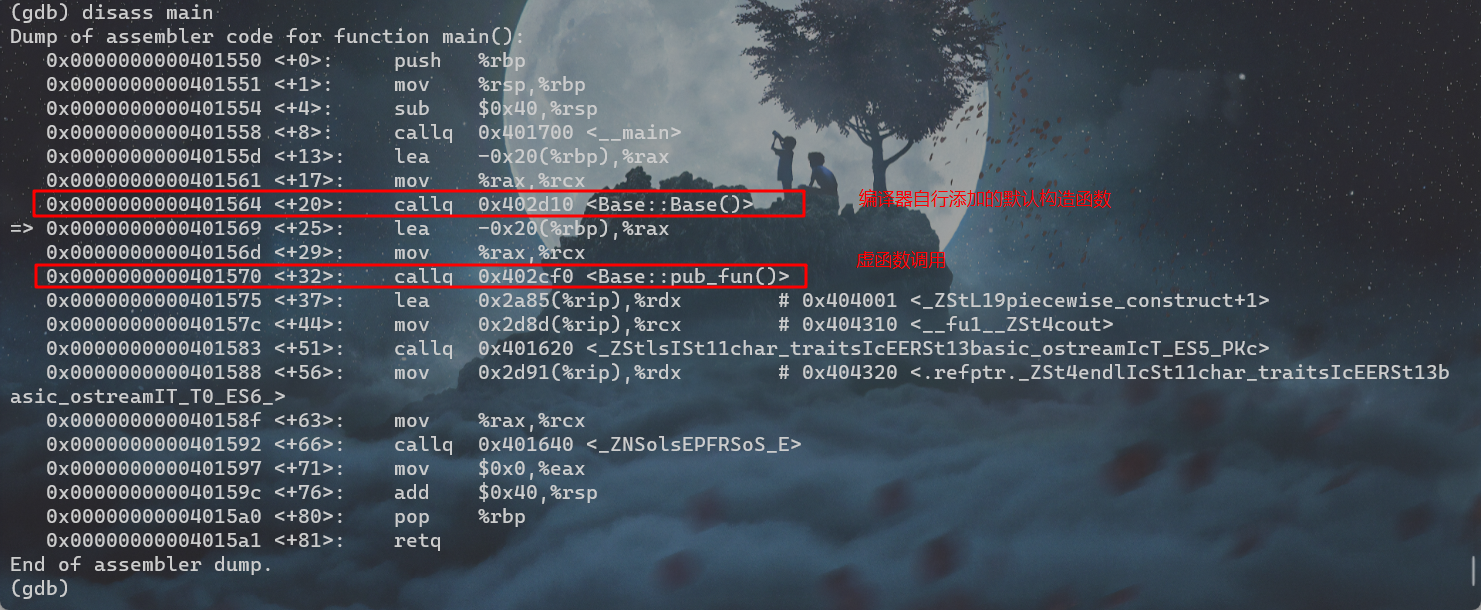 (gdb) disass main
Dump of assembler code for function main():
   0x0000000000401550 <+0>:     push   %rbp
   0x0000000000401551 <+1>:     mov    %rsp,%rbp
   0x0000000000401554 <+4>:     sub    $0x40,%rsp
   0x0000000000401558 <+8>:     callq  0x401700 <__main>
   0x000000000040155d <+13>:    lea    -0x20(%rbp),%rax
   0x0000000000401561 <+17>:    mov    %rax,%rcx
   0x0000000000401564 <+20>:    callq  0x402d10 <Base::Base()> 编译器自行添加的默认构造函数
=> 0x0000000000401569 <+25>:    lea    -0x20(%rbp),%rax
   0x000000000040156d <+29>:    mov    %rax,%rcx
   0x0000000000401570 <+32>:    callq  0x402cf0 <Base::pub_fun()> 虚函数调用
   0x0000000000401575 <+37>:    lea    0x2a85(%rip),%rdx        # 0x404001 <_ZStL19piecewise_construct+1>
   0x000000000040157c <+44>:    mov    0x2d8d(%rip),%rcx        # 0x404310 <__fu1__ZSt4cout>
   0x0000000000401583 <+51>:    callq  0x401620 <_ZStlsISt11char_traitsIcEERSt13basic_ostreamIcT_ES5_PKc>
   0x0000000000401588 <+56>:    mov    0x2d91(%rip),%rdx        # 0x404320 <.refptr._ZSt4endlIcSt11char_traitsIcEERSt13b
asic_ostreamIT_T0_ES6_>
   0x000000000040158f <+63>:    mov    %rax,%rcx
   0x0000000000401592 <+66>:    callq  0x401640 <_ZNSolsEPFRSoS_E>
   0x0000000000401597 <+71>:    mov    $0x0,%eax
   0x000000000040159c <+76>:    add    $0x40,%rsp
   0x00000000004015a0 <+80>:    pop    %rbp
   0x00000000004015a1 <+81>:    retq
End of assembler dump.
(gdb)